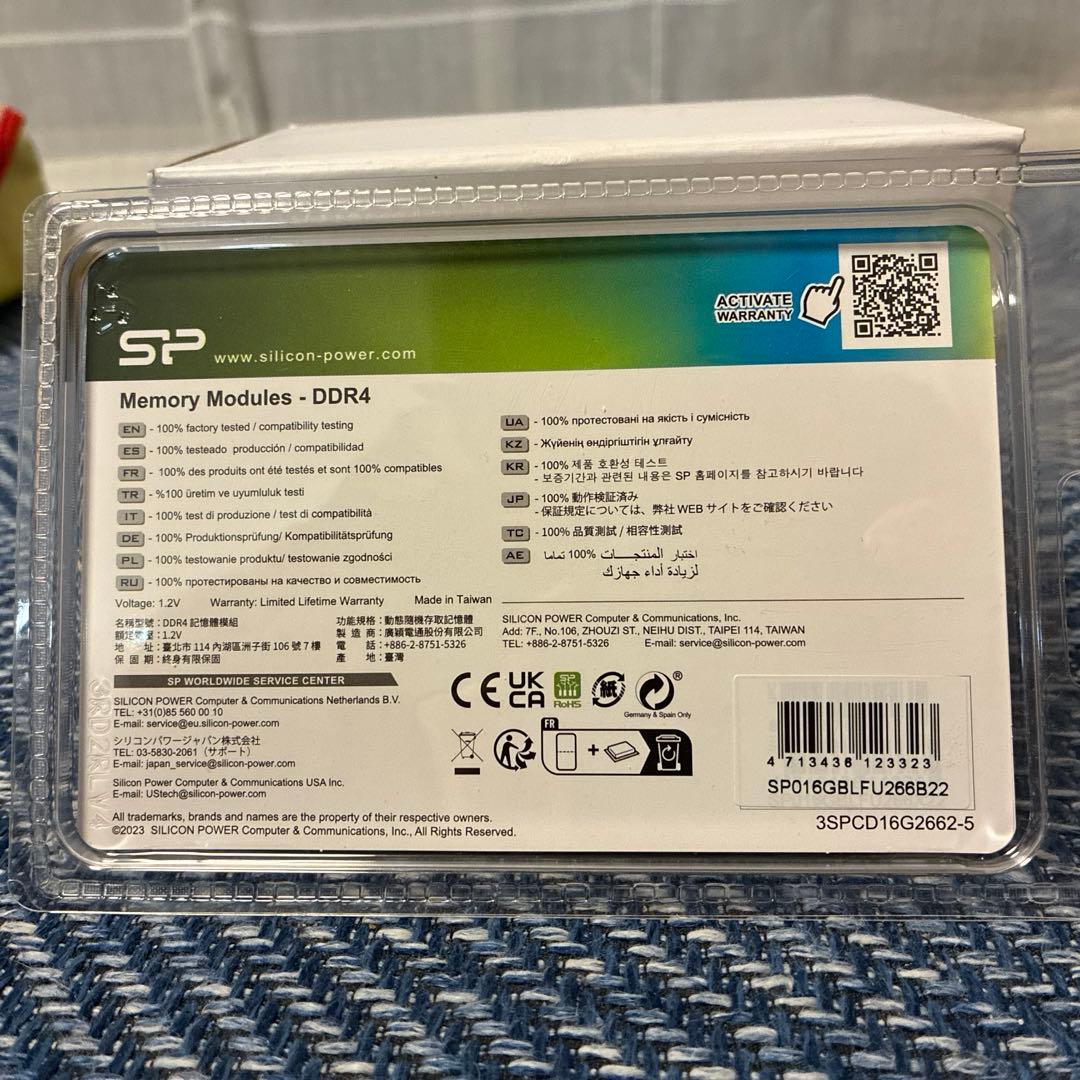 ACTIVATE
WARRANTY
SP www.silicon-power.com
Memory Modules - DDR4
EN - 100% factory tested / compatibility testing
ES - 100% testeado producción / compatibilidad
FR - 100% des produits ont été testés et sont 100% compatibles
TR - %100 üretim ve uyumluluk testi
IT - 100% test di produzione / test di compatibilità
DE - 100% Produktionsprüfung/ Kompatibilitätsprüfung
PL - 100% testowanie produktu/ testowanie zgodności
RU - 100% протестированы на качество и совместимость
UA - 100% протестовані на якість і сумісність
KZ - Жүйенің өндіргіштігін ұлғайту
KR - 100% 제품 호환성 테스트
- 보증기간과 관련된 내용은 SP 홈페이지를 참고하시기 바랍니다
JP - 100% 動作検証済み
- 保証規定については、弊社 WEB サイトをご確認ください
TC - 100% 品質測試 / 相容性測試
AE اختبار المنتجـــات %100 تماما
لزيادة أداء جهازك
Voltage: 1.2V Warranty: Limited Lifetime Warranty Made in Taiwan
名稱型號：DDR4 記憶體模組 功能規格：動態隨機存取記憶體
額定電壓：1.2V 製造商：廣穎電通股份有限公司
地址：臺北市 114 內湖區洲子街 106 號 7 樓 電話：+886-2-8751-5326
保固期：終身有限保固 產地：臺灣
SILICON POWER Computer & Communications, Inc.
Add: 7F., No.106, ZHOUZI ST., NEIHU DIST., TAIPEI 114, TAIWAN
TEL: +886-2-8751-5326 E-mail: service@silicon-power.com
SP WORLDWIDE SERVICE CENTER
SILICON POWER Computer & Communications Netherlands B.V.
TEL: +31(0)85 560 00 10
E-mail: service@eu.silicon-power.com
シリコンパワージャパン株式会社
TEL: 03-5830-2061（サポート）
E-mail: japan_service@silicon-power.com
Silicon Power Computer & Communications USA Inc.
E-mail: UStech@silicon-power.com
All trademarks, brands and names are the property of their respective owners.
©2023 SILICON POWER Computer & Communications, Inc., All Rights Reserved.
CE UK
CA
SP
RoHS
紙
®
Germany & Spain Only
FR
+
4 713436 123323
SP016GBLFU266B22
3SPCD16G2662-5